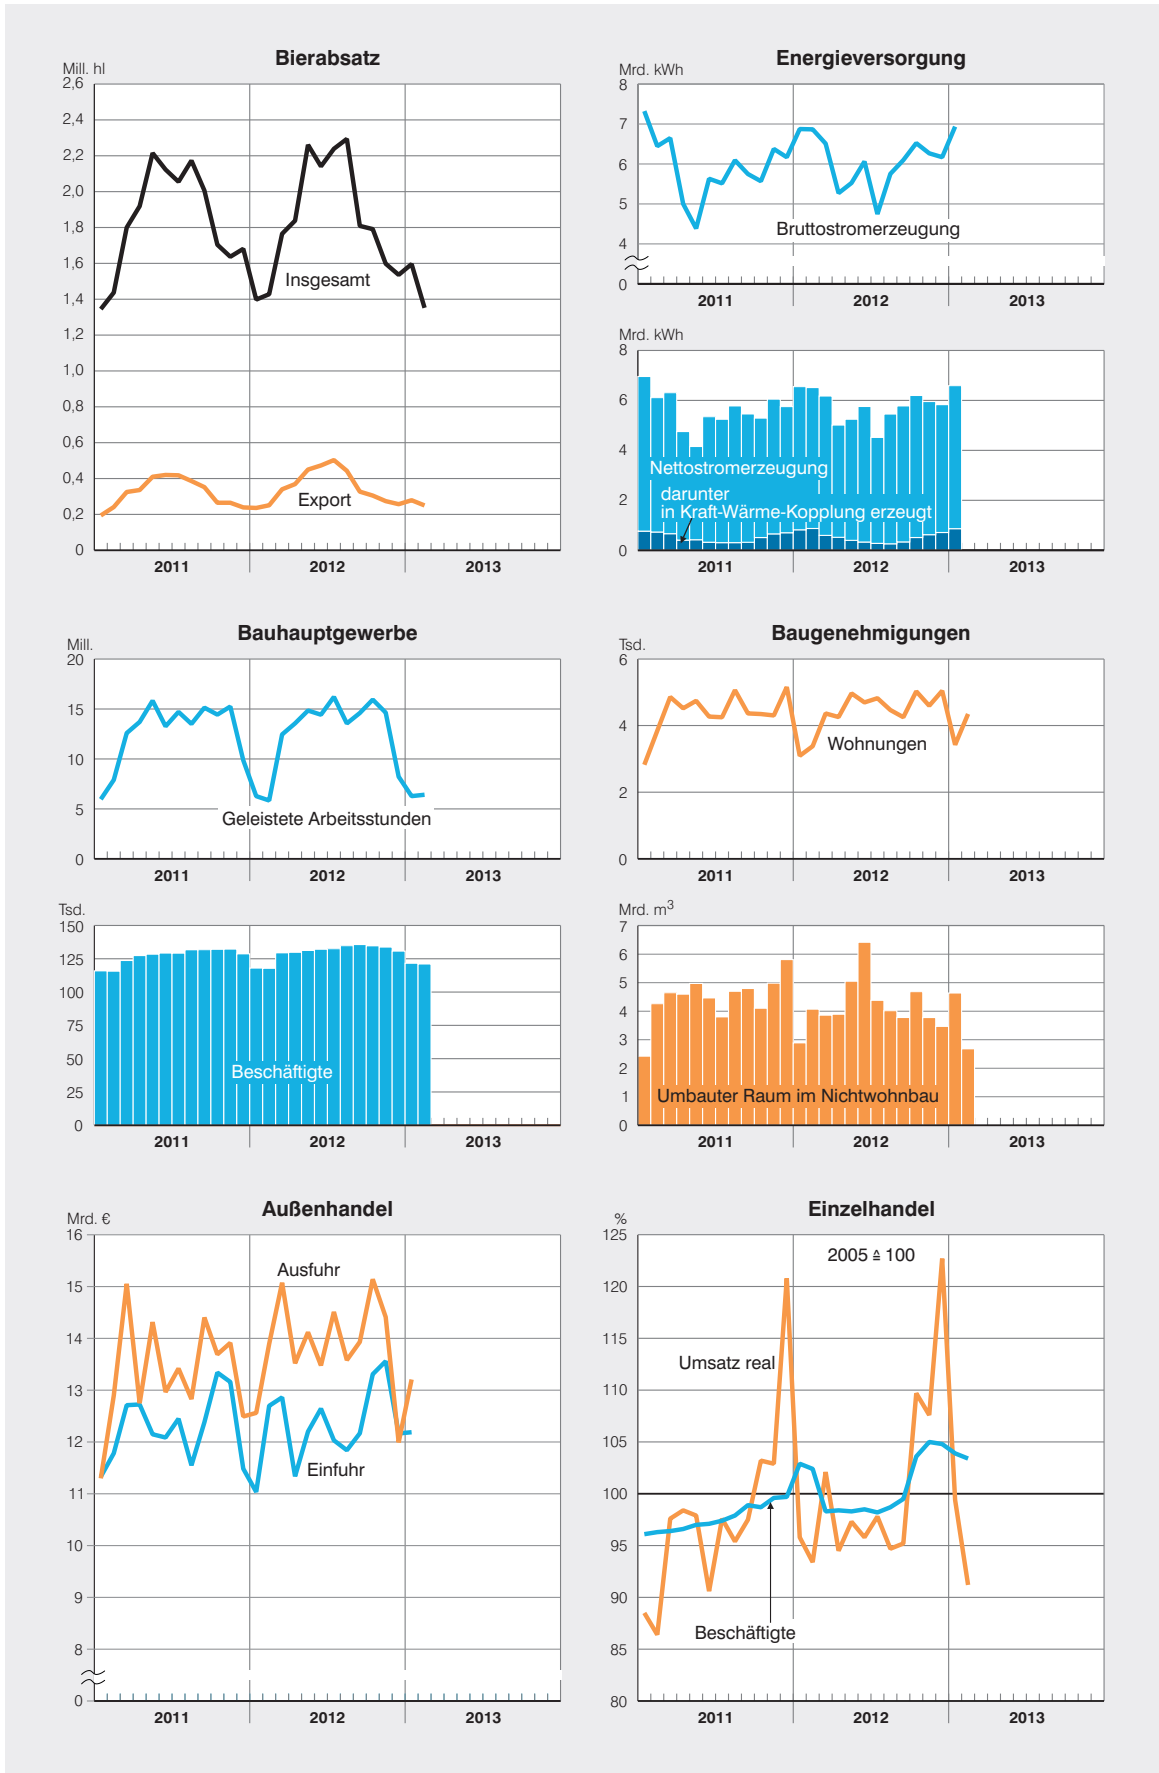 Bierabsatz
Mill. hl
2,6
2,4
2,2
2,0
1,8
1,6
1,4
1,2
1,0
0,8
0,6
0,4
0,2
0
Insgesamt
Export
2011 2012 2013
Energieversorgung
Mrd. kWh
8
7
6
5
4
0
Bruttostromerzeugung
2011 2012 2013
Mrd. kWh
8
6
4
2
0
Nettostromerzeugung
darunter
in Kraft-Wärme-Kopplung erzeugt
2011 2012 2013
Bauhauptgewerbe
Mill.
20
15
10
5
0
Geleistete Arbeitsstunden
2011 2012 2013
Tsd.
150
125
100
75
50
25
0
Beschäftigte
2011 2012 2013
Baugenehmigungen
Tsd.
6
4
2
0
Wohnungen
2011 2012 2013
Mrd. m³
7
6
5
4
3
2
1
0
Umbauter Raum im Nichtwohnbau
2011 2012 2013
Außenhandel
Mrd. €
16
15
14
13
12
11
10
9
8
0
Ausfuhr
Einfuhr
2011 2012 2013
Einzelhandel
%
125
120
115
110
105
100
95
90
85
80
2005 ≙ 100
Umsatz real
Beschäftigte
2011 2012 2013